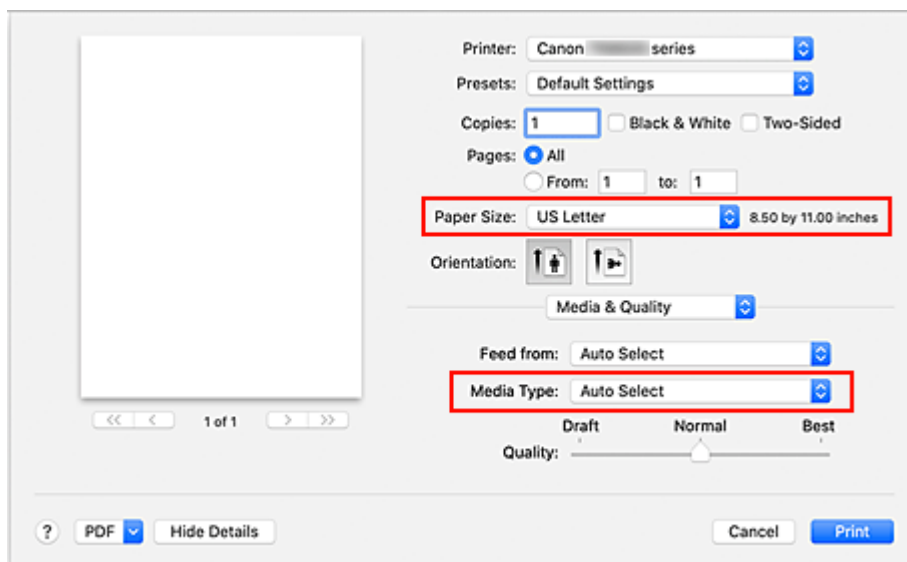 Printer: Canon series
Presets: Default Settings
Copies: 1 Black & White Two-Sided
Pages: All
From: 1 to: 1
Paper Size: US Letter 8.50 by 11.00 inches
Orientation:
Media & Quality
Feed from: Auto Select
Media Type: Auto Select
<< < 1 of 1 > >>
Draft Normal Best
Quality:
? PDF Hide Details Cancel Print